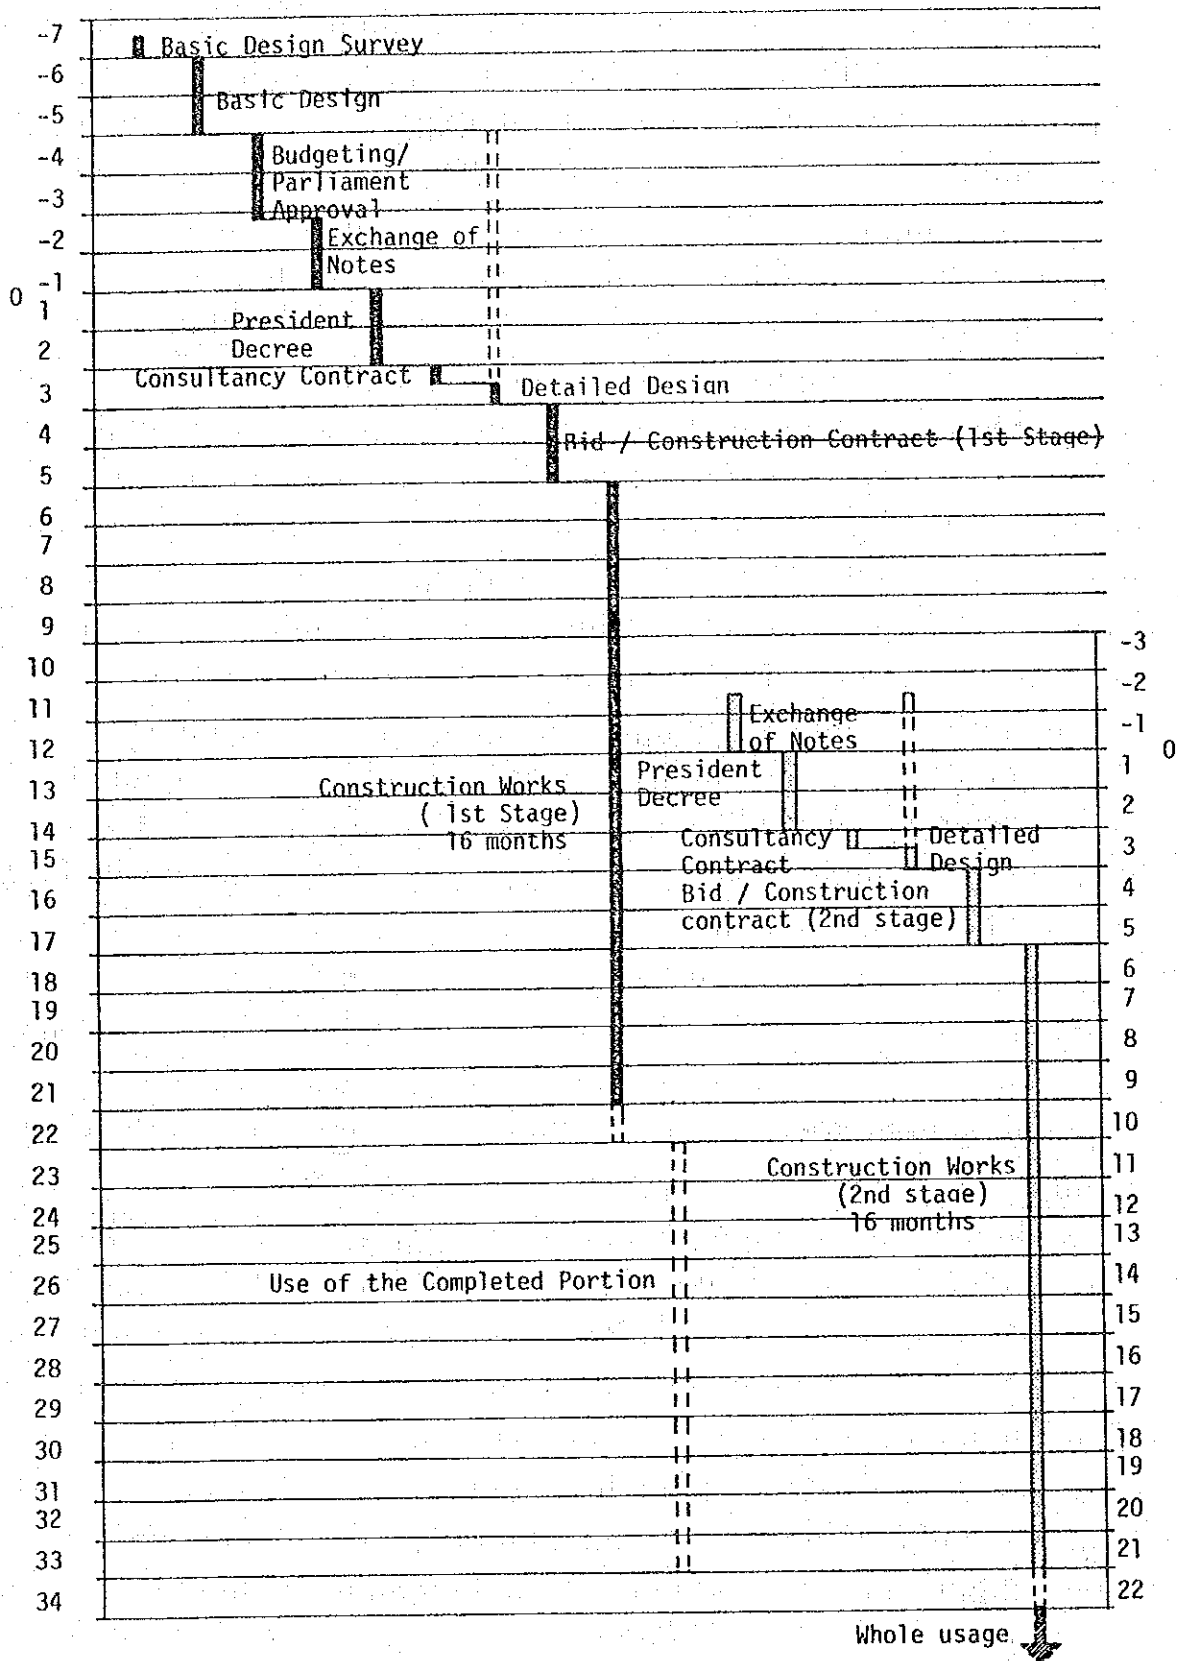 -7
Basic Design Survey
-6
Basic Design
-5
-4
Budgeting/
Parliament
Approval
-3
-2
Exchange of
Notes
-1
0
1
President
Decree
2
Consultancy Contract
3
Detailed Design
4
Bid / Construction Contract (1st Stage)
5
6
7
8
9
-3
10
-2
11
Exchange
of Notes
-1
12
0
1
President
Decree
13
Construction Works
( 1st Stage)
16 months
2
14
Consultancy
Contract
Detailed
Design
3
15
4
16
Bid / Construction
contract (2nd stage)
5
17
6
18
7
19
8
20
9
21
10
22
11
23
Construction Works
(2nd stage)
16 months
12
24
13
25
14
26
Use of the Completed Portion
15
27
16
28
17
29
18
30
19
31
20
32
21
33
22
34
Whole usage